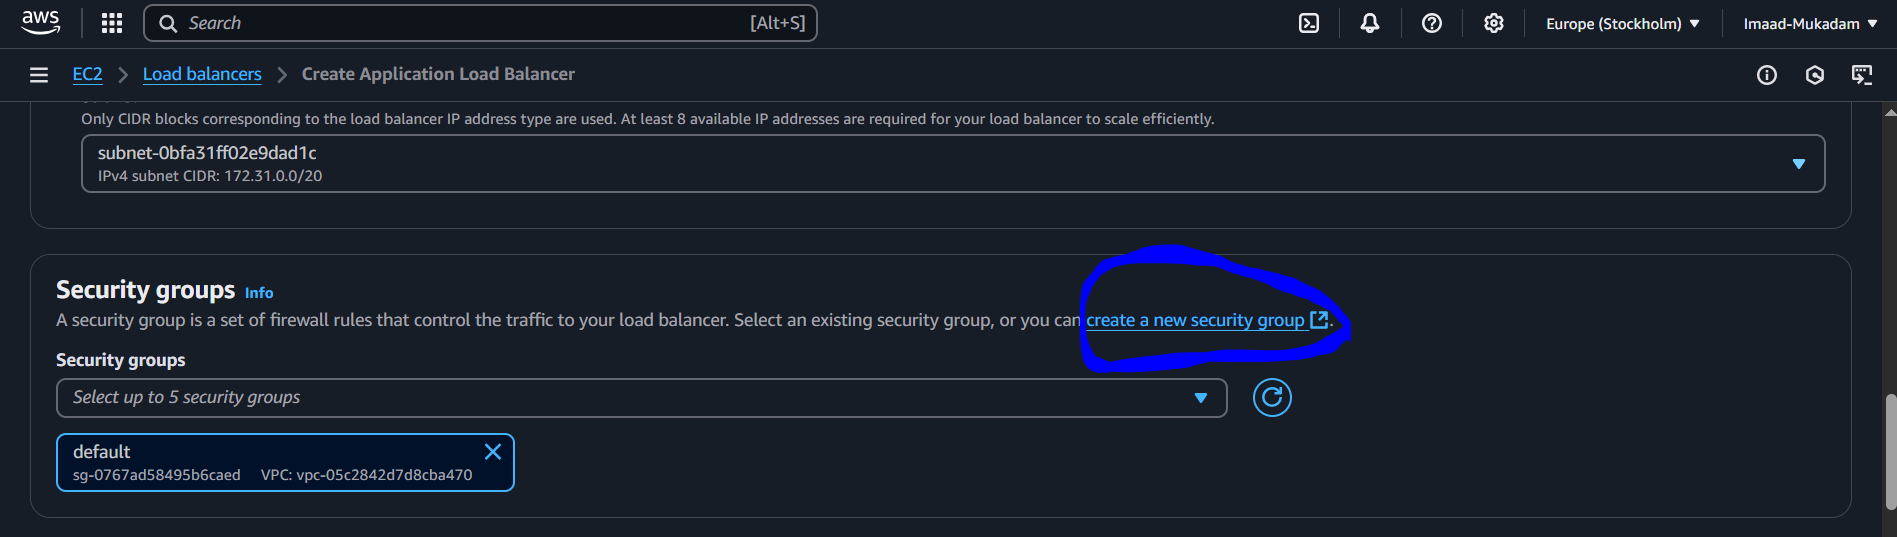 aws
Search [Alt+S]
Europe (Stockholm)
Imaad-Mukadam
EC2 > Load balancers > Create Application Load Balancer
Only CIDR blocks corresponding to the load balancer IP address type are used. At least 8 available IP addresses are required for your load balancer to scale efficiently.
subnet-0bfa31ff02e9dad1c
IPv4 subnet CIDR: 172.31.0.0/20
Security groups Info
A security group is a set of firewall rules that control the traffic to your load balancer. Select an existing security group, or you can create a new security group.
Security groups
Select up to 5 security groups
default
sg-0767ad58495b6caed VPC: vpc-05c2842d7d8cba470